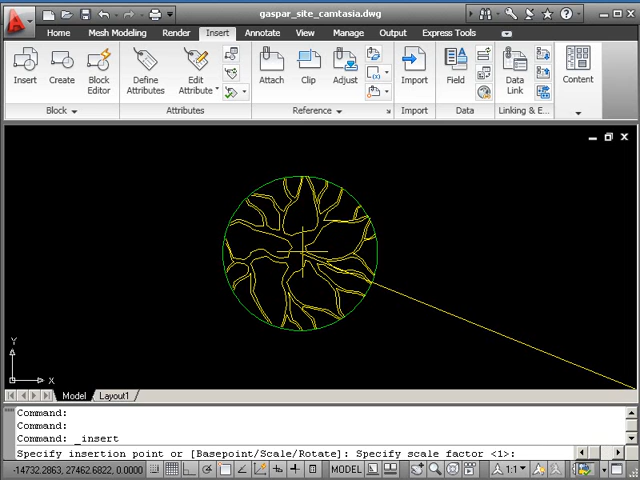 gaspar_site_camtasia.dwg
Home Mesh Modeling Render Insert Annotate View Manage Output Express Tools
Insert Create Block Editor Define Attributes Edit Attribute Attach Clip Adjust Import Field Data Link Content
Block Attributes Reference Import Data Linking & E...
Y
X
Model Layout1
Command:
Command:
Command: _insert
Specify insertion point or [Basepoint/Scale/Rotate]: Specify scale factor <1>:
-14732.2863, 27462.6822, 0.0000 MODEL 1:1